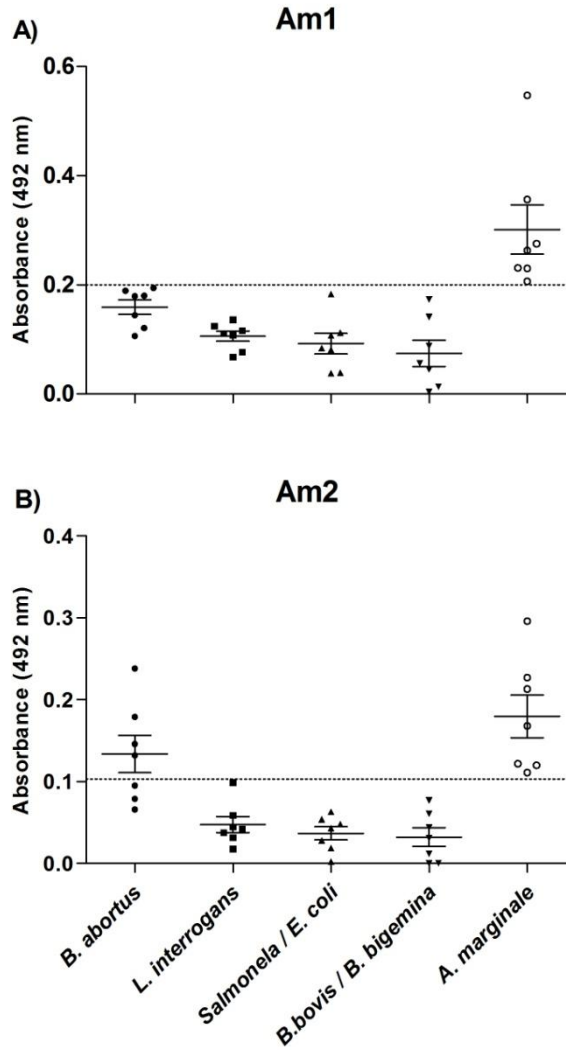 A)
Am1
Absorbance (492 nm)
0.6
0.4
0.2
0.0
B)
Am2
Absorbance (492 nm)
0.4
0.3
0.2
0.1
0.0
B. abortus
L. interrogans
Salmonela / E. coli
B.bovis / B. bigemina
A. marginale